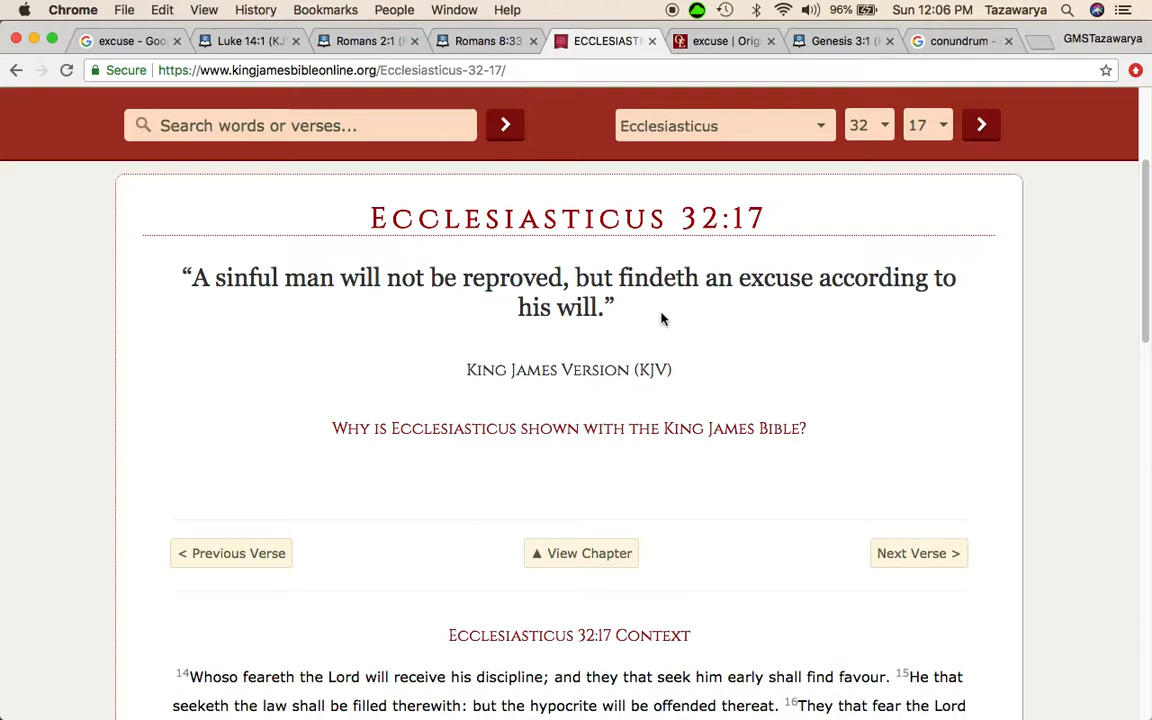 Chrome File Edit View History Bookmarks People Window Help 96% Sun 12:06 PM Tazawarya
excuse - Goo Luke 14:1 (KJ Romans 2:1 ( Romans 8:33 ECCLESIAST excuse | Orig Genesis 3:1 ( conundrum - GMSTazawarya
Secure | https://www.kingjamesbibleonline.org/Ecclesiasticus-32-17/
Search words or verses... > Ecclesiasticus 32 17 >
Ecclesiasticus 32:17
“A sinful man will not be reproved, but findeth an excuse according to
his will.”
King James Version (KJV)
Why is Ecclesiasticus shown with the King James Bible?
< Previous Verse ▲ View Chapter Next Verse >
Ecclesiasticus 32:17 Context
14Whoso feareth the Lord will receive his discipline; and they that seek him early shall find favour. 15He that
seeketh the law shall be filled therewith: but the hypocrite will be offended thereat. 16They that fear the Lord